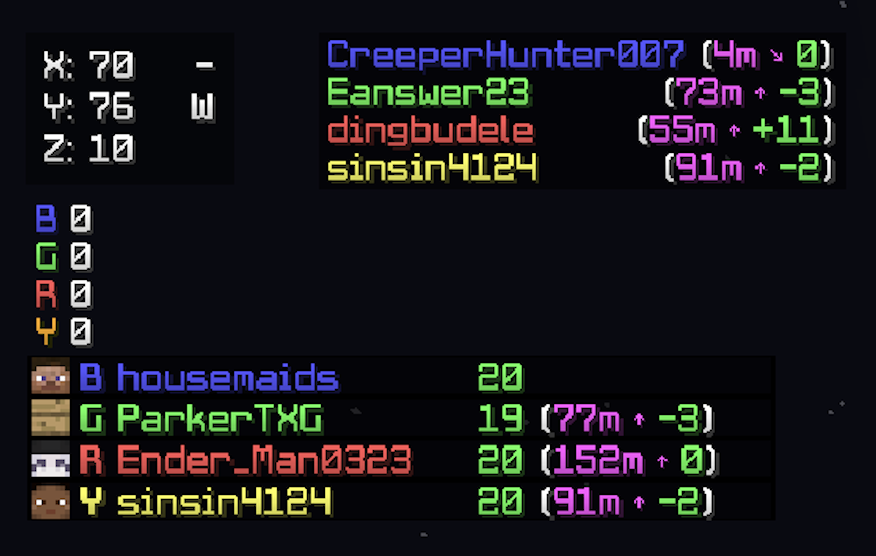 X: 70 -
Y: 76 W
Z: 10
CreeperHunter007 (4m ↘ 0)
Eanswer23 (73m ↑ -3)
dingbudele (55m ↑ +11)
sinsin4124 (91m ↑ -2)
B 0
G 0
R 0
Y 0
B housemaids 20
G ParkerTXG 19 (77m ↑ -3)
R Ender_Man0323 20 (152m ↑ 0)
Y sinsin4124 20 (91m ↑ -2)